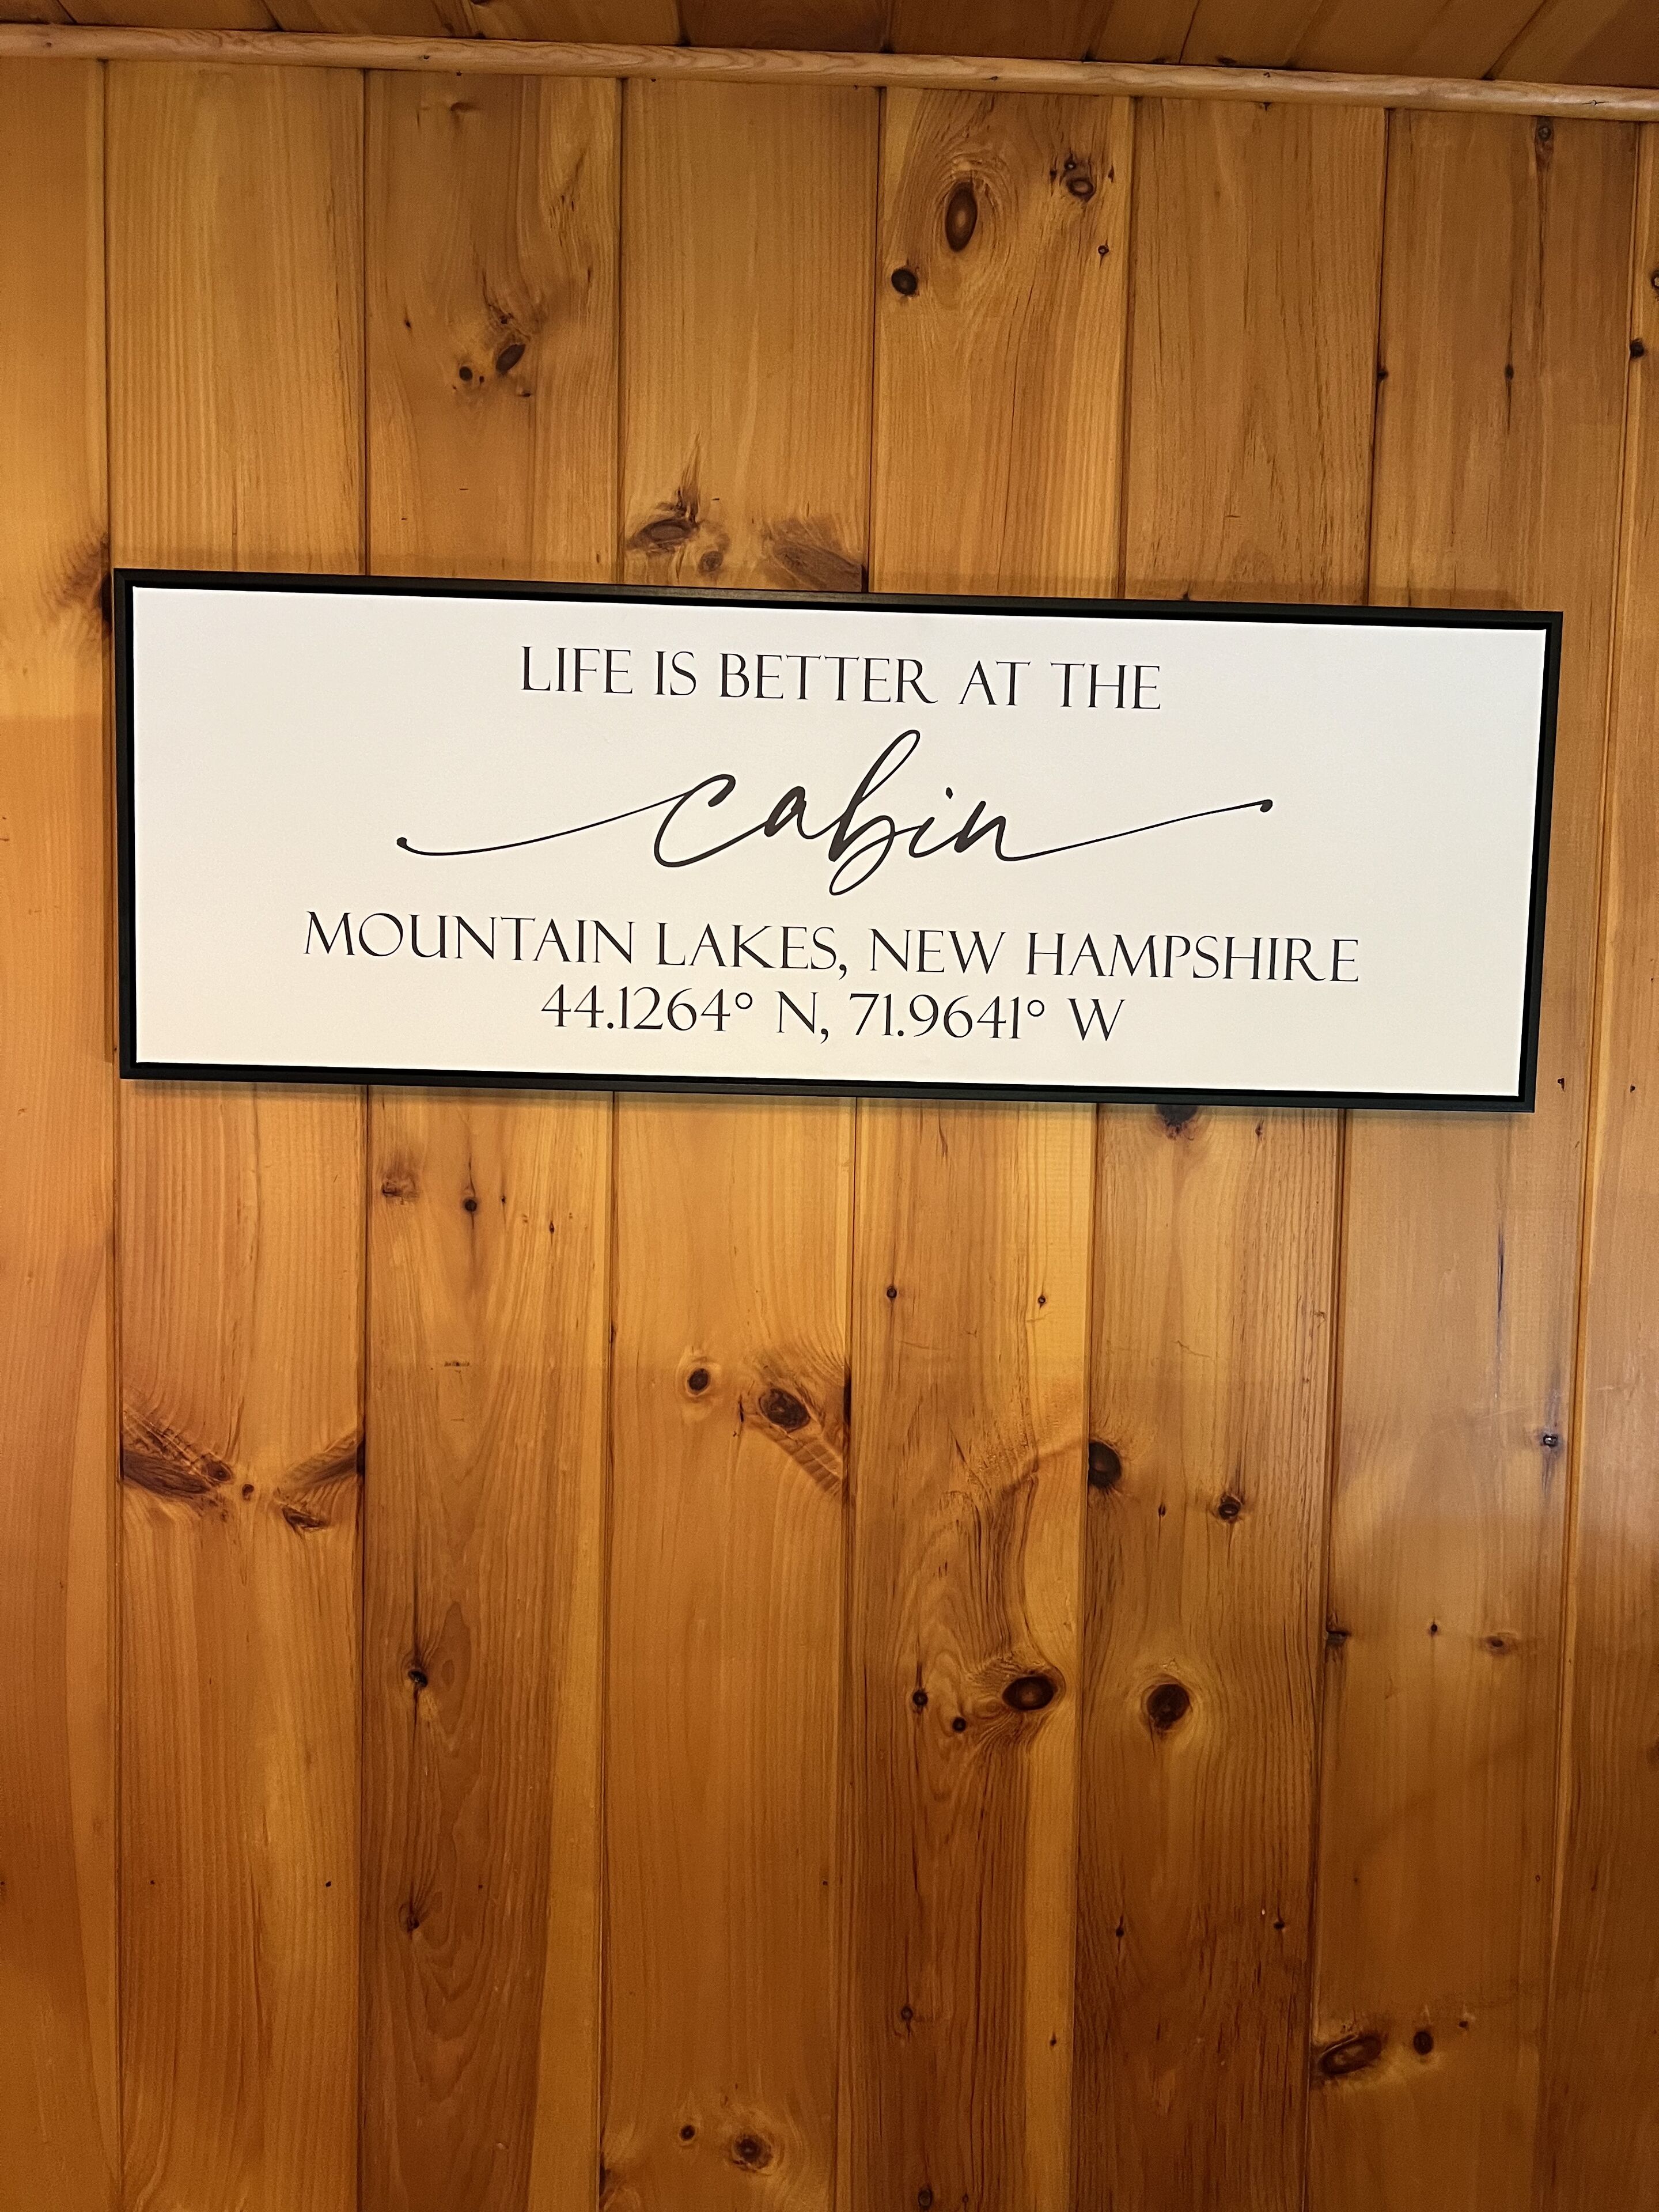 LIFE IS BETTER AT THE
cabin
MOUNTAIN LAKES, NEW HAMPSHIRE
44.1264° N, 71.9641° W